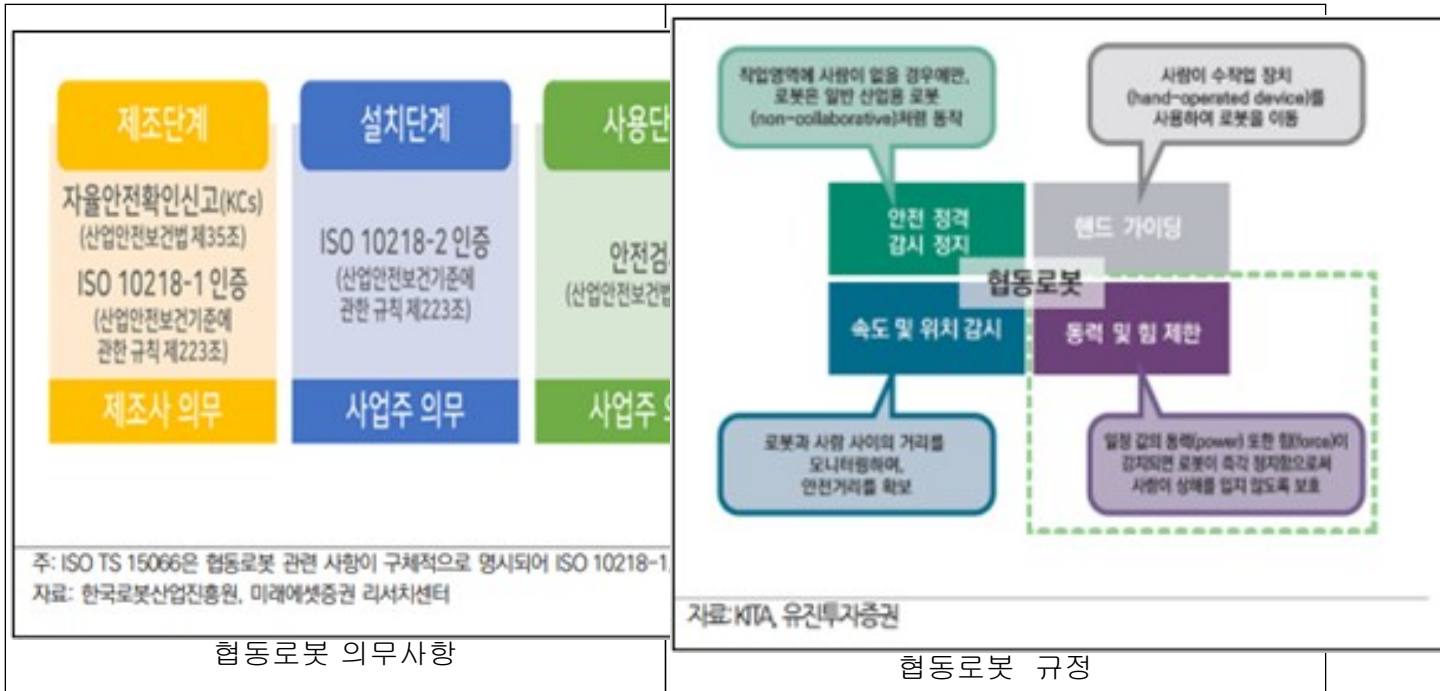 제조단계
자율안전확인신고(KCs)
(산업안전보건법 제35조)
ISO 10218-1 인증
(산업안전보건기준에
관한 규칙 제223조)
제조사 의무
설치단계
ISO 10218-2 인증
(산업안전보건기준에
관한 규칙 제223조)
사업주 의무
사용단
안전검
(산업안전보건법
사업주
주: ISO TS 15066은 협동로봇 관련 사항이 구체적으로 명시되어 ISO 10218-1
자료: 한국로봇산업진흥원, 미래에셋증권 리서치센터
협동로봇 의무사항
작업영역에 사람이 없을 경우에만,
로봇은 일반 산업용 로봇
(non-collaborative)처럼 동작
사람이 수작업 장치
(hand-operated device)를
사용하여 로봇을 이동
안전 정격
감시 정지
핸드 가이딩
협동로봇
속도 및 위치 감시
동력 및 힘 제한
로봇과 사람 사이의 거리를
모니터링하며,
안전거리를 확보
일정 값의 동력(power) 또한 힘(force)이
감지되면 로봇이 즉각 정지함으로써
사람이 상해를 입지 않도록 보호
자료: KITA, 유진투자증권
협동로봇 규정